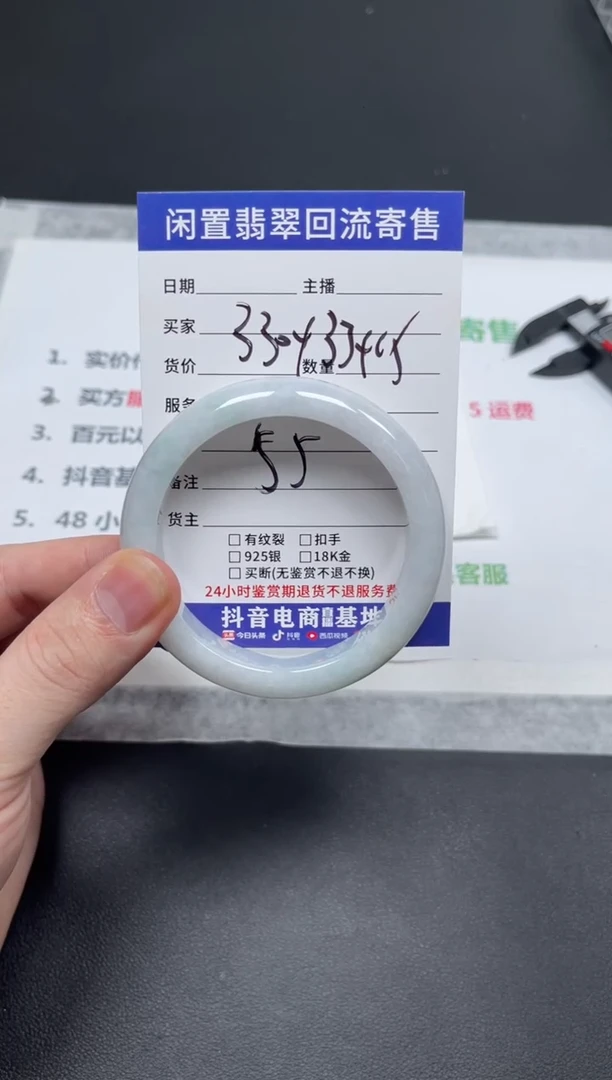 闲置翡翠回流寄售
日期 主播
买家
货价 数量
服务
55
备注
货主
□ 有纹裂 □ 扣手
□ 925银 □ 18K金
□ 买断(无鉴赏不退不换)
24小时鉴赏期退货不退服务费
抖音电商直播基地
今日头条 抖音 西瓜视频
1. 实价
2. 买方
3. 百元以
4. 抖音基
5. 48 小
寄售
5 运费
客服